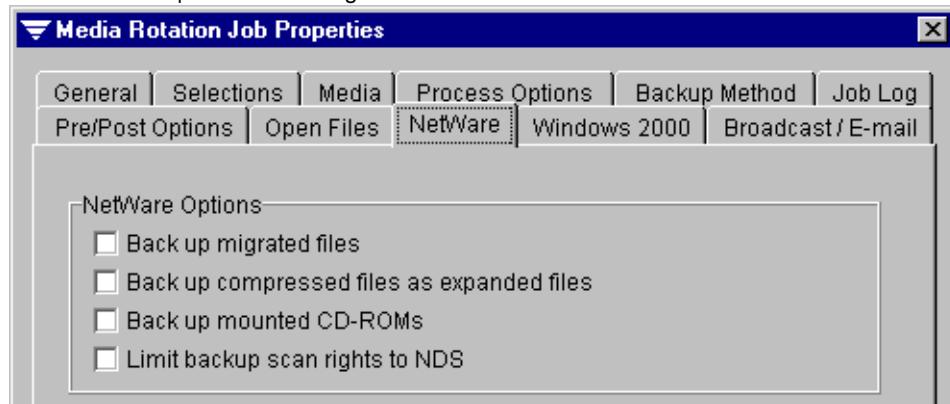 Media Rotation Job Properties
General Selections Media Process Options Backup Method Job Log
Pre/Post Options Open Files NetWare Windows 2000 Broadcast / E-mail
NetWare Options
Back up migrated files
Back up compressed files as expanded files
Back up mounted CD-ROMs
Limit backup scan rights to NDS